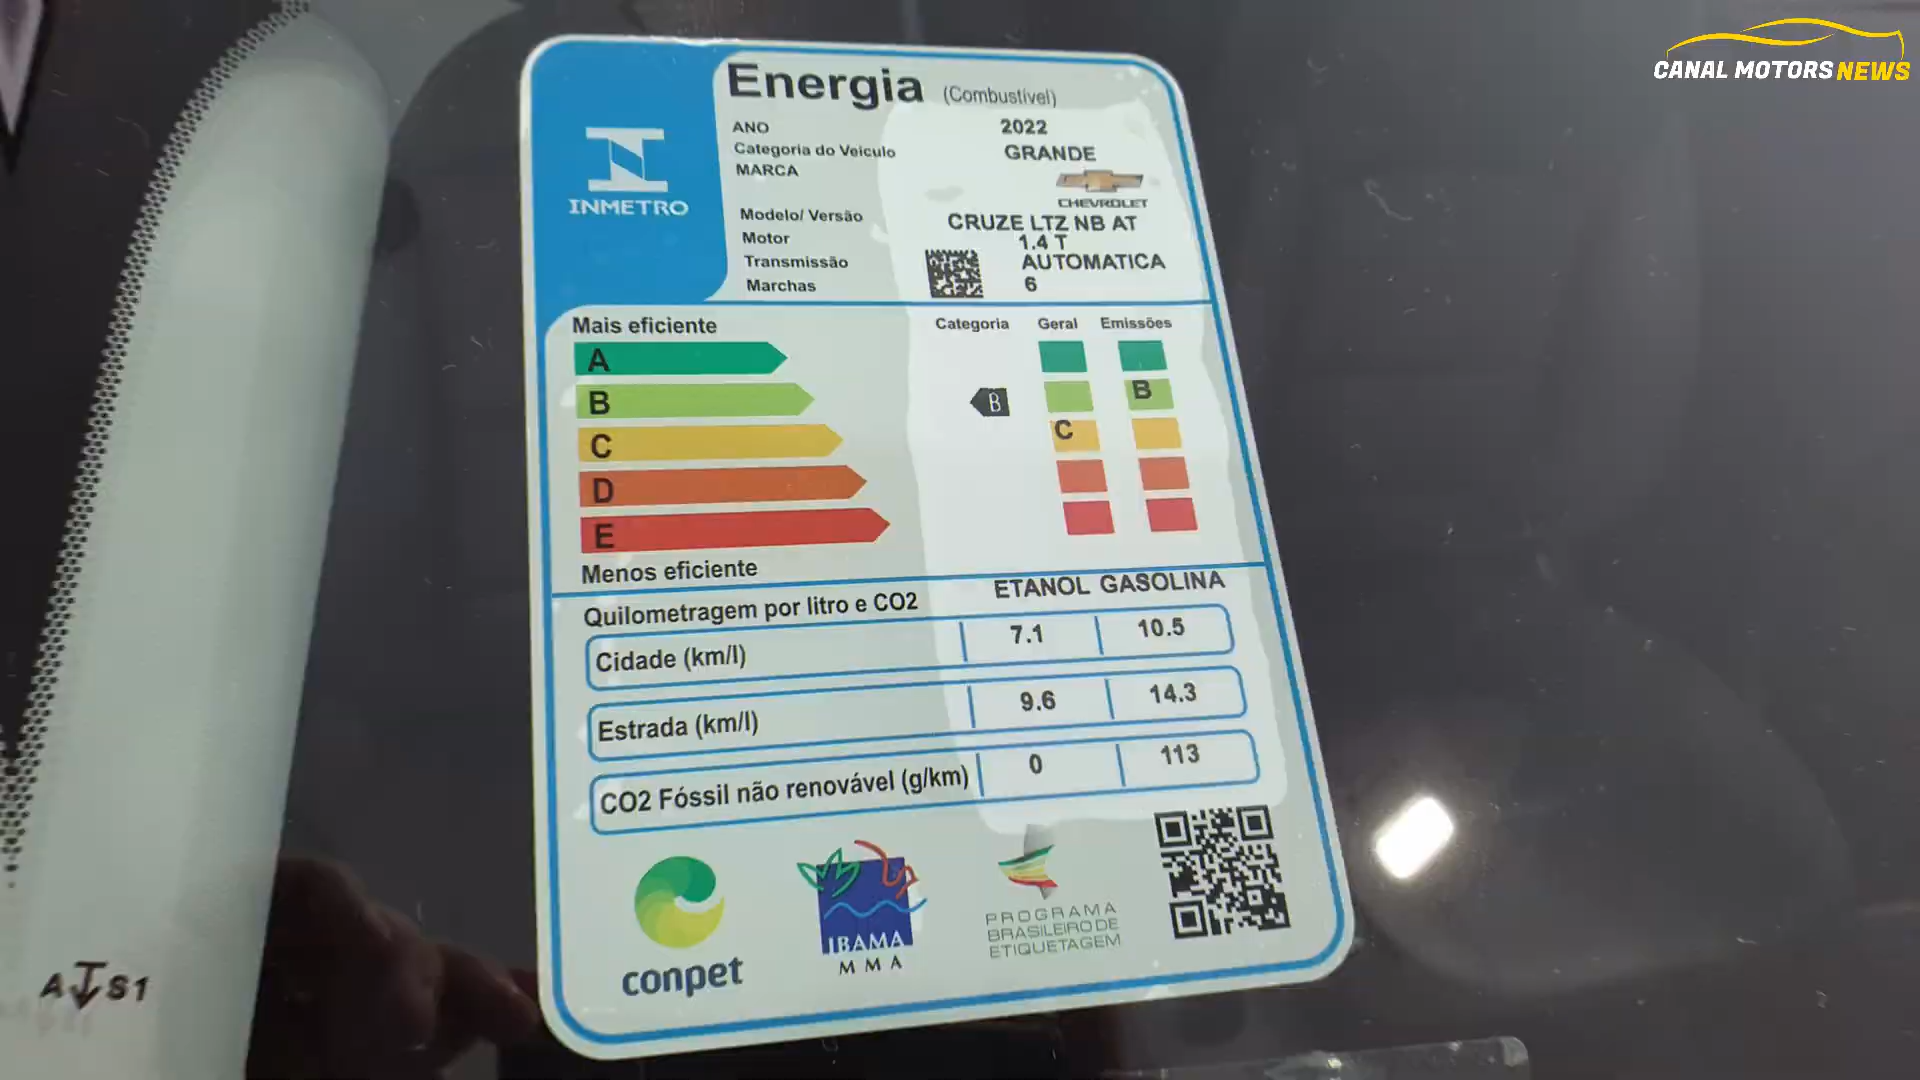 CANAL MOTORS NEWS
Energia (Combustível)
INMETRO
ANO 2022
Categoria do Veículo GRANDE
MARCA
CHEVROLET
Modelo/ Versão CRUZE LTZ NB AT
Motor 1.4 T
Transmissão AUTOMATICA
Marchas 6
Mais eficiente Categoria Geral Emissões
A
B B B
C C
D
E
Menos eficiente
Quilometragem por litro e CO2 ETANOL GASOLINA
Cidade (km/l) 7.1 10.5
Estrada (km/l) 9.6 14.3
CO2 Fóssil não renovável (g/km) 0 113
conpet
IBAMA
MMA
PROGRAMA
BRASILEIRO DE
ETIQUETAGEM
A S1